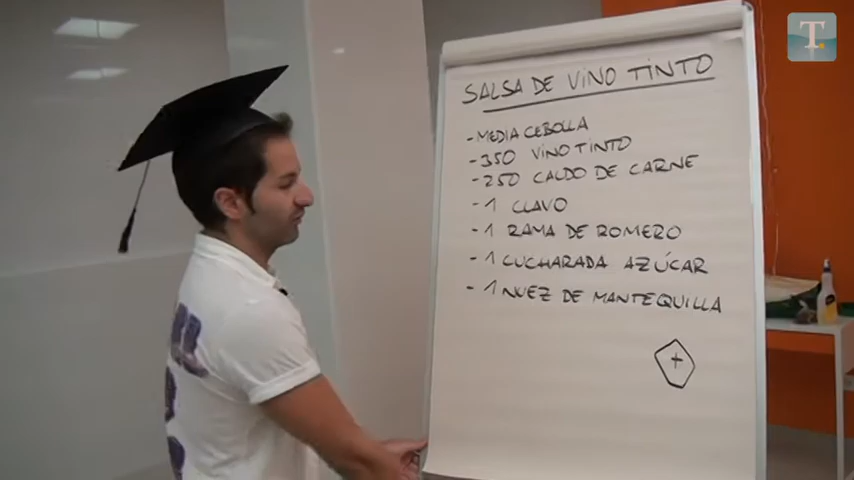 SALSA DE VINO TINTO
- MEDIA CEBOLLA
- 350 VINO TINTO
- 250 CALDO DE CARNE
- 1 CLAVO
- 1 RAMA DE ROMERO
- 1 CUCHARADA AZÚCAR
- 1 NUEZ DE MANTEQUILLA
+
T.